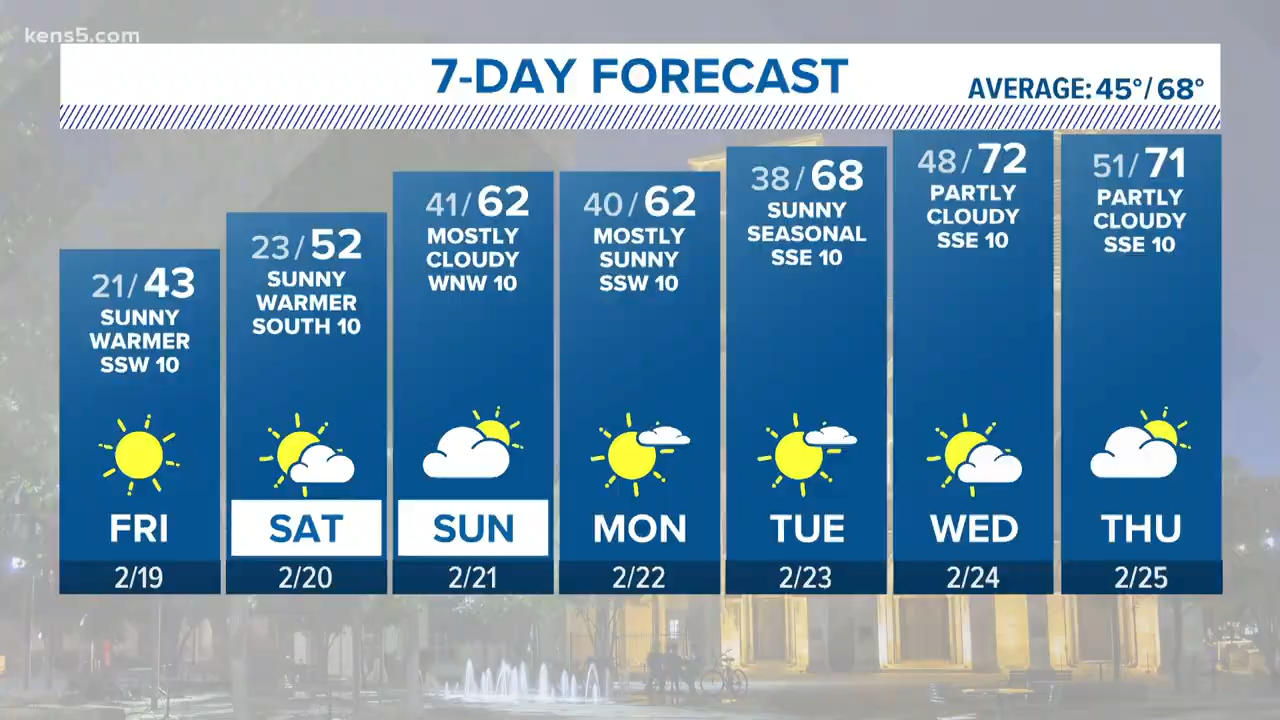 kens5.com
7-DAY FORECAST
AVERAGE: 45°/68°
21/43
SUNNY
WARMER
SSW 10
FRI
2/19
23/52
SUNNY
WARMER
SOUTH 10
SAT
2/20
41/62
MOSTLY
CLOUDY
WNW 10
SUN
2/21
40/62
MOSTLY
SUNNY
SSW 10
MON
2/22
38/68
SUNNY
SEASONAL
SSE 10
TUE
2/23
48/72
PARTLY
CLOUDY
SSE 10
WED
2/24
51/71
PARTLY
CLOUDY
SSE 10
THU
2/25